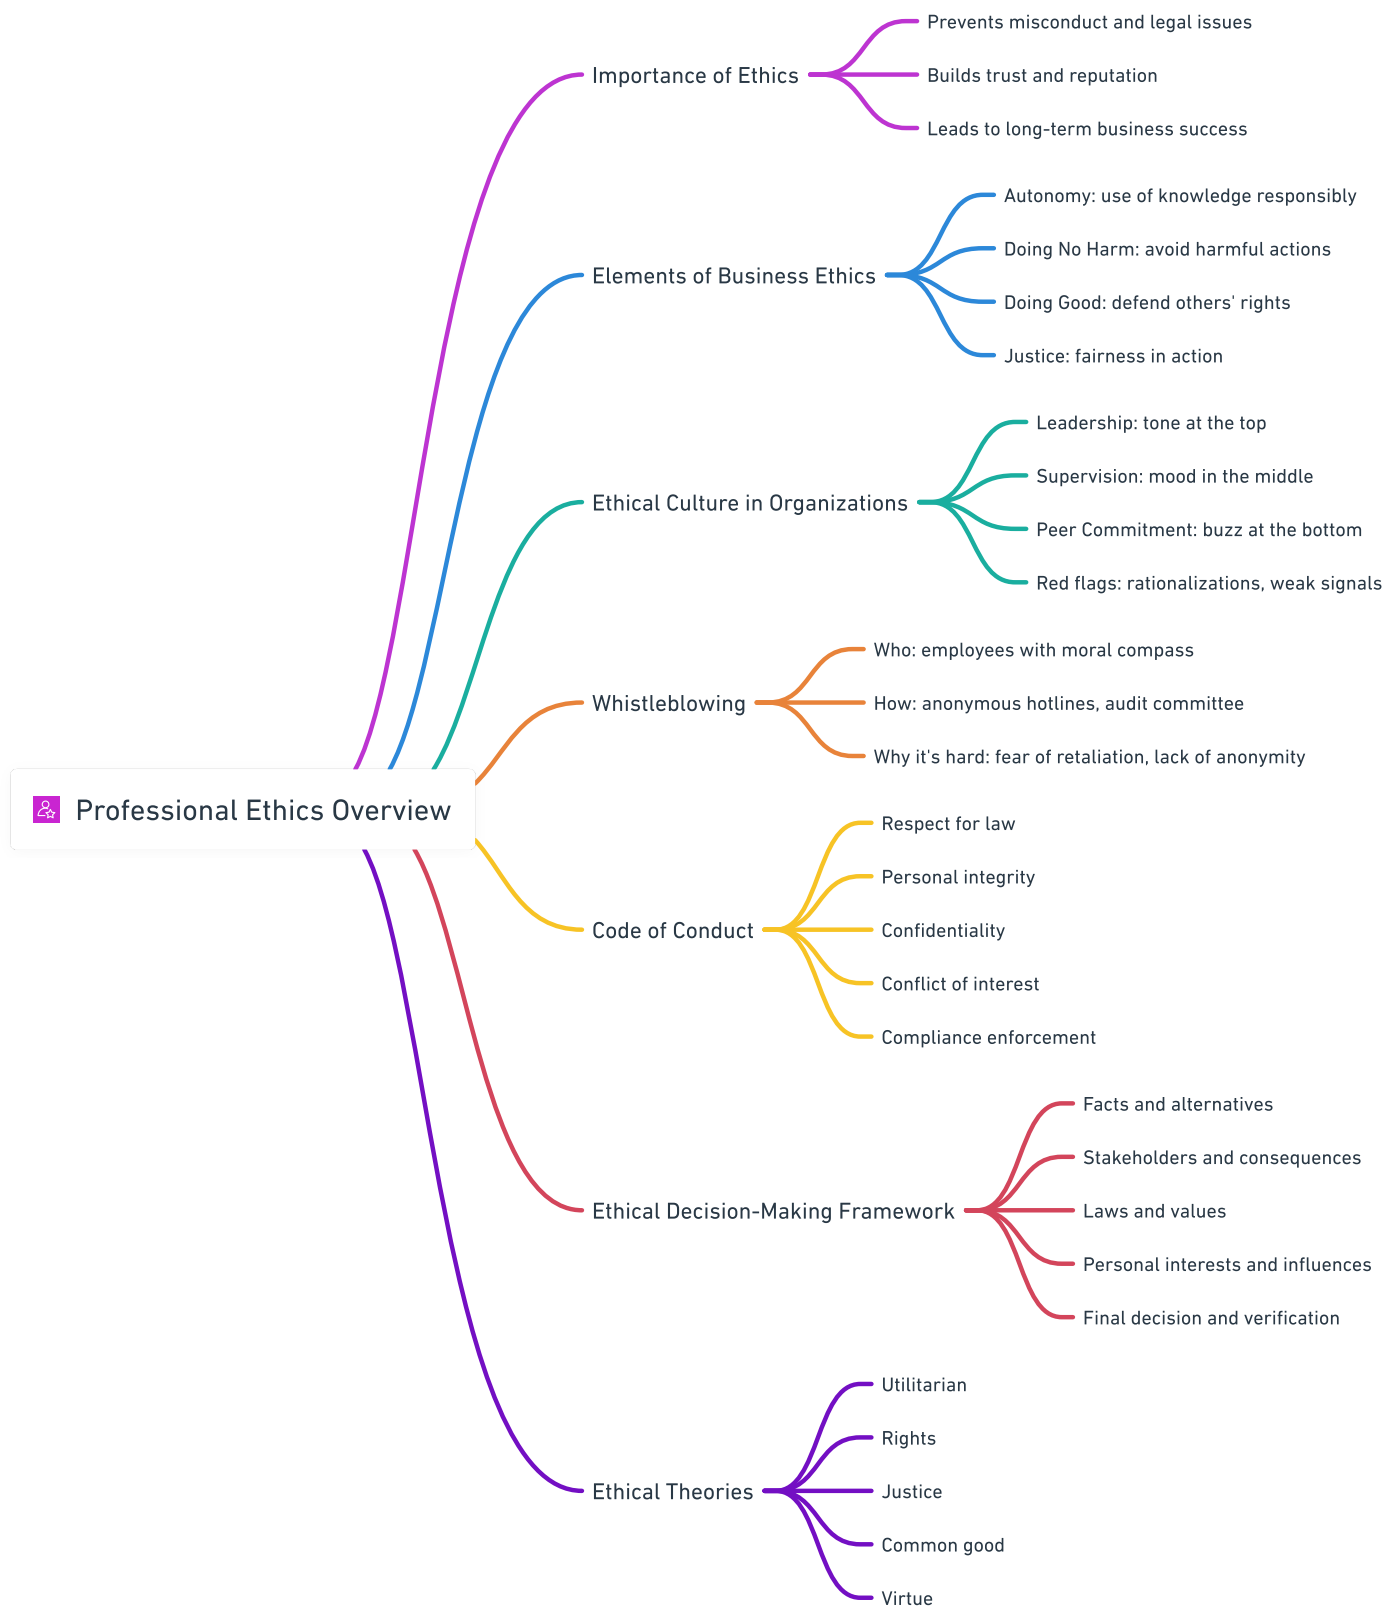 Professional Ethics Overview
Importance of Ethics
Prevents misconduct and legal issues
Builds trust and reputation
Leads to long-term business success
Elements of Business Ethics
Autonomy: use of knowledge responsibly
Doing No Harm: avoid harmful actions
Doing Good: defend others' rights
Justice: fairness in action
Ethical Culture in Organizations
Leadership: tone at the top
Supervision: mood in the middle
Peer Commitment: buzz at the bottom
Red flags: rationalizations, weak signals
Whistleblowing
Who: employees with moral compass
How: anonymous hotlines, audit committee
Why it's hard: fear of retaliation, lack of anonymity
Code of Conduct
Respect for law
Personal integrity
Confidentiality
Conflict of interest
Compliance enforcement
Ethical Decision-Making Framework
Facts and alternatives
Stakeholders and consequences
Laws and values
Personal interests and influences
Final decision and verification
Ethical Theories
Utilitarian
Rights
Justice
Common good
Virtue